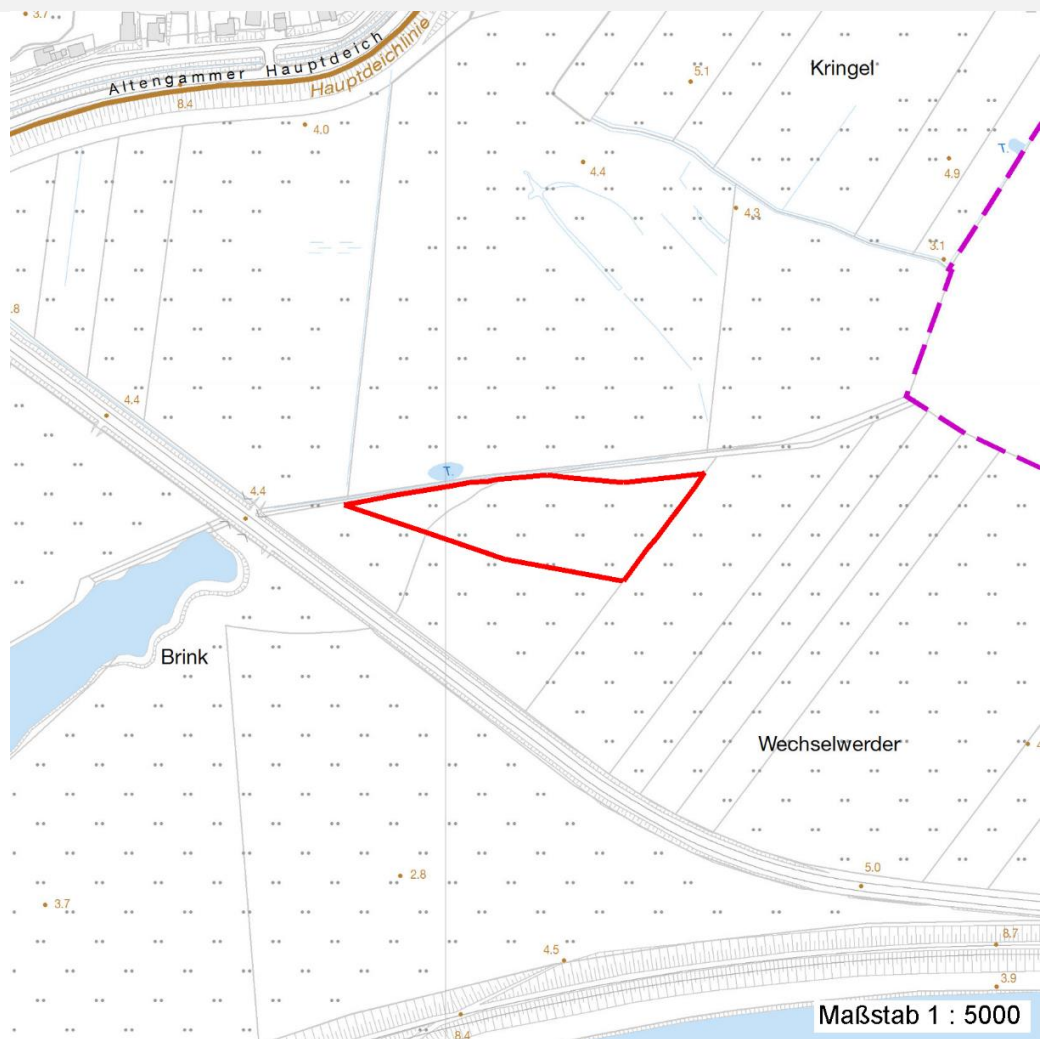 3.7
Altengammer Hauptdeich
Hauptdeichlinie
8.4
4.0
5.1
Kringel
T.
4.9
4.4
4.3
3.1
.8
4.4
T.
4.4
Brink
Wechselwerder
4
5.0
2.8
3.7
4.5
8.7
3.9
8.4
Maßstab 1 : 5000